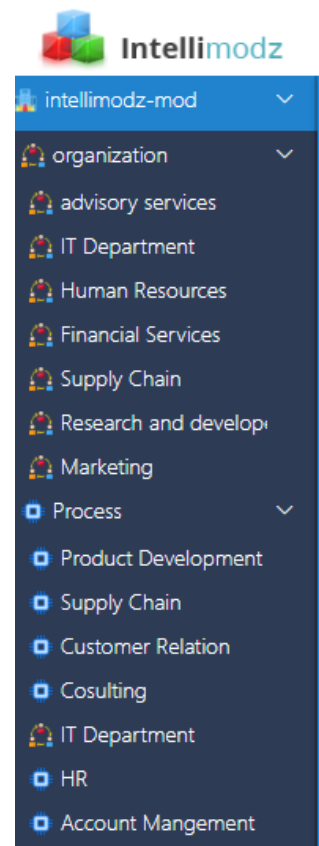 Intellimodz
intellimodz-mod
organization
advisory services
IT Department
Human Resources
Financial Services
Supply Chain
Research and develop
Marketing
Process
Product Development
Supply Chain
Customer Relation
Cosulting
IT Department
HR
Account Mangement